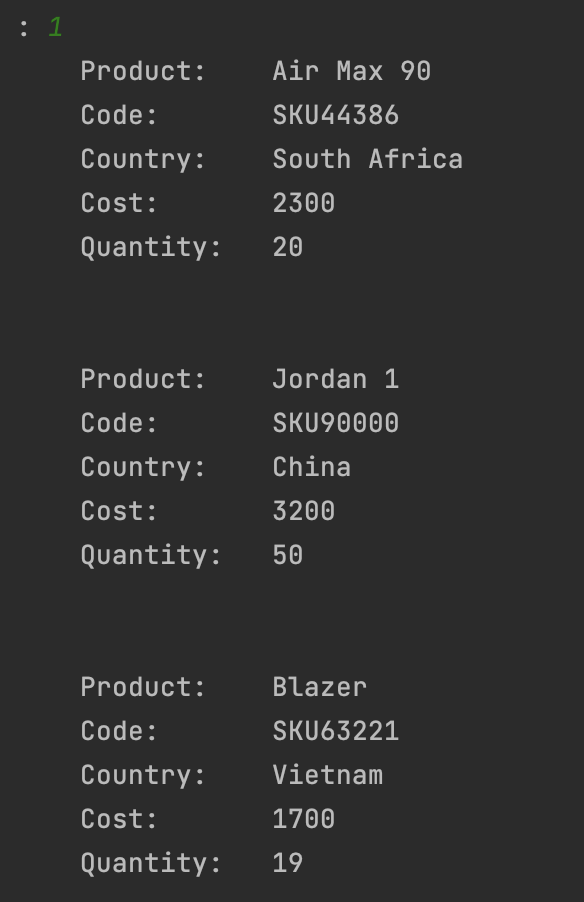 : 1
Product: Air Max 90
Code: SKU44386
Country: South Africa
Cost: 2300
Quantity: 20
Product: Jordan 1
Code: SKU90000
Country: China
Cost: 3200
Quantity: 50
Product: Blazer
Code: SKU63221
Country: Vietnam
Cost: 1700
Quantity: 19